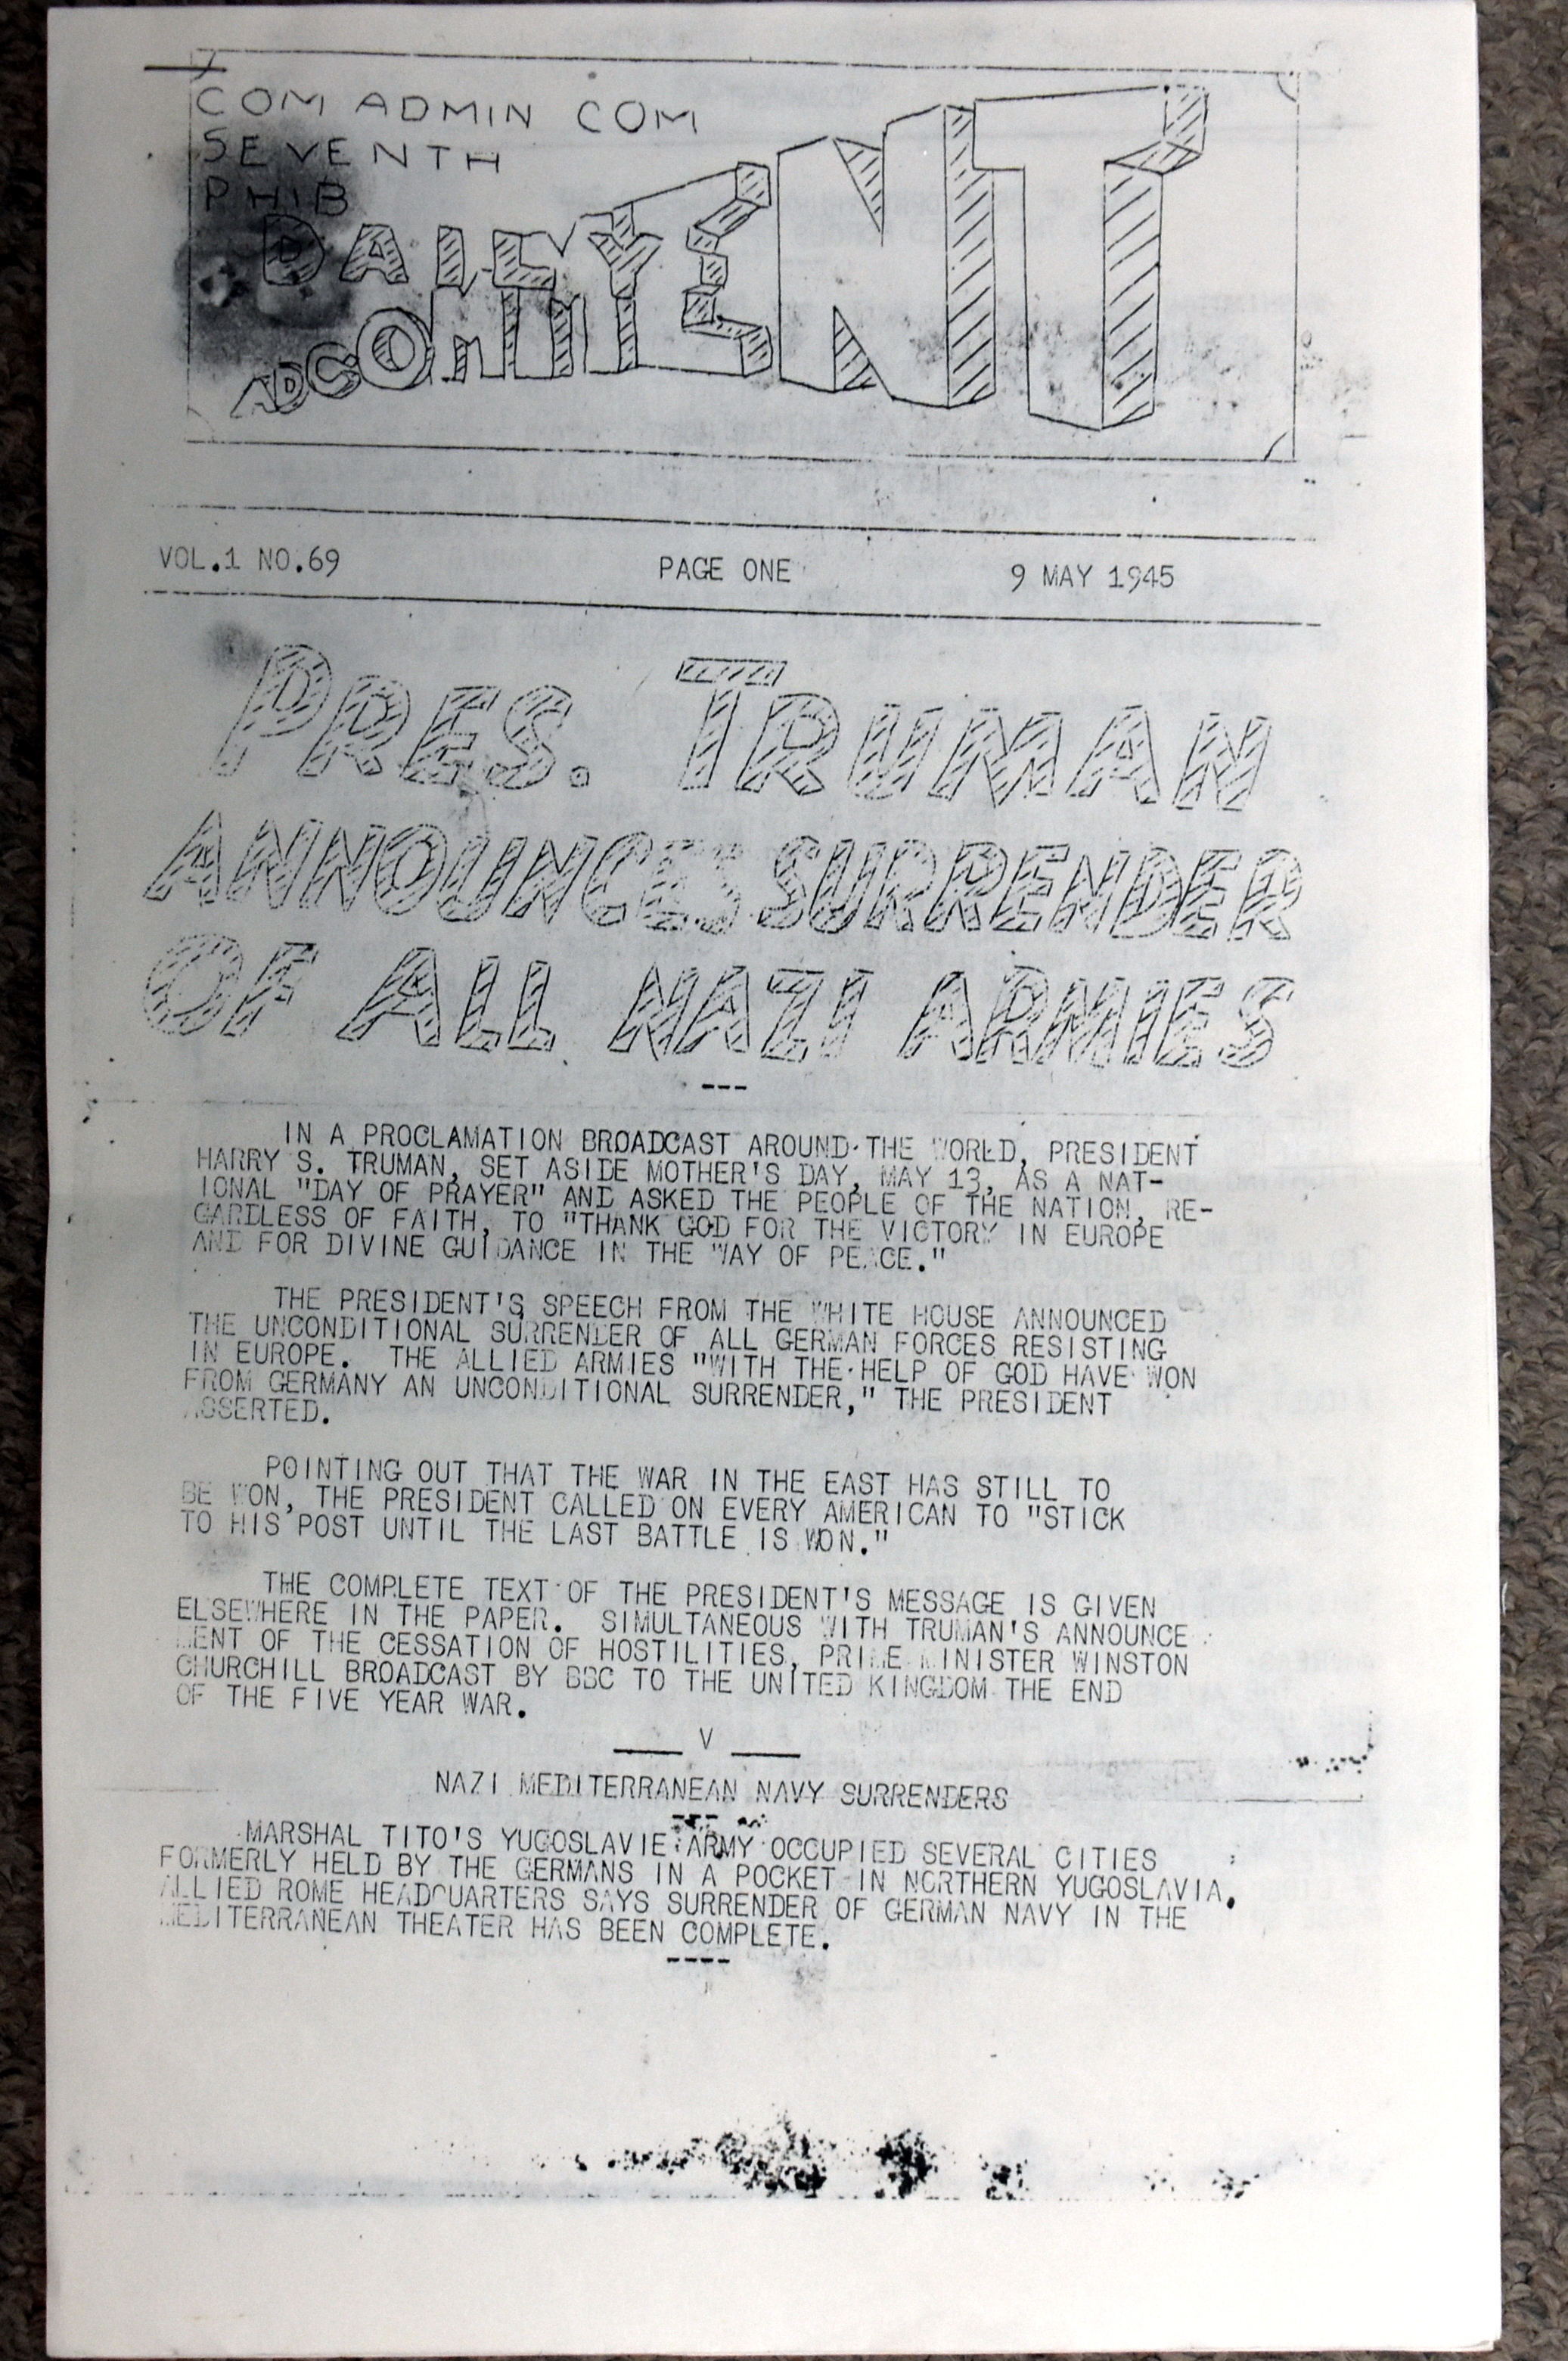 COM ADMIN COM
SEVENTH
PHIB
DAILY
ADCOMMENT
VOL.1 NO.69 PAGE ONE 9 MAY 1945
PRES. TRUMAN
ANNOUNCES SURRENDER
OF ALL NAZI ARMIES
---
IN A PROCLAMATION BROADCAST AROUND THE WORLD, PRESIDENT
HARRY S. TRUMAN, SET ASIDE MOTHER'S DAY, MAY 13, AS A NAT-
IONAL "DAY OF PRAYER" AND ASKED THE PEOPLE OF THE NATION, RE-
GARDLESS OF FAITH, TO "THANK GOD FOR THE VICTORY IN EUROPE
AND FOR DIVINE GUIDANCE IN THE WAY OF PEACE."
THE PRESIDENT'S SPEECH FROM THE WHITE HOUSE ANNOUNCED
THE UNCONDITIONAL SURRENDER OF ALL GERMAN FORCES RESISTING
IN EUROPE. THE ALLIED ARMIES "WITH THE HELP OF GOD HAVE WON
FROM GERMANY AN UNCONDITIONAL SURRENDER," THE PRESIDENT
ASSERTED.
POINTING OUT THAT THE WAR IN THE EAST HAS STILL TO
BE WON, THE PRESIDENT CALLED ON EVERY AMERICAN TO "STICK
TO HIS POST UNTIL THE LAST BATTLE IS WON."
THE COMPLETE TEXT OF THE PRESIDENT'S MESSAGE IS GIVEN
ELSEWHERE IN THE PAPER. SIMULTANEOUS WITH TRUMAN'S ANNOUNCE
MENT OF THE CESSATION OF HOSTILITIES, PRIME MINISTER WINSTON
CHURCHILL BROADCAST BY BBC TO THE UNITED KINGDOM THE END
OF THE FIVE YEAR WAR.
___ V ___
NAZI MEDITERRANEAN NAVY SURRENDERS
---
MARSHAL TITO'S YUGOSLAVIE ARMY OCCUPIED SEVERAL CITIES
FORMERLY HELD BY THE GERMANS IN A POCKET IN NORTHERN YUGOSLAVIA.
ALLIED ROME HEADQUARTERS SAYS SURRENDER OF GERMAN NAVY IN THE
MEDITERRANEAN THEATER HAS BEEN COMPLETE.
----